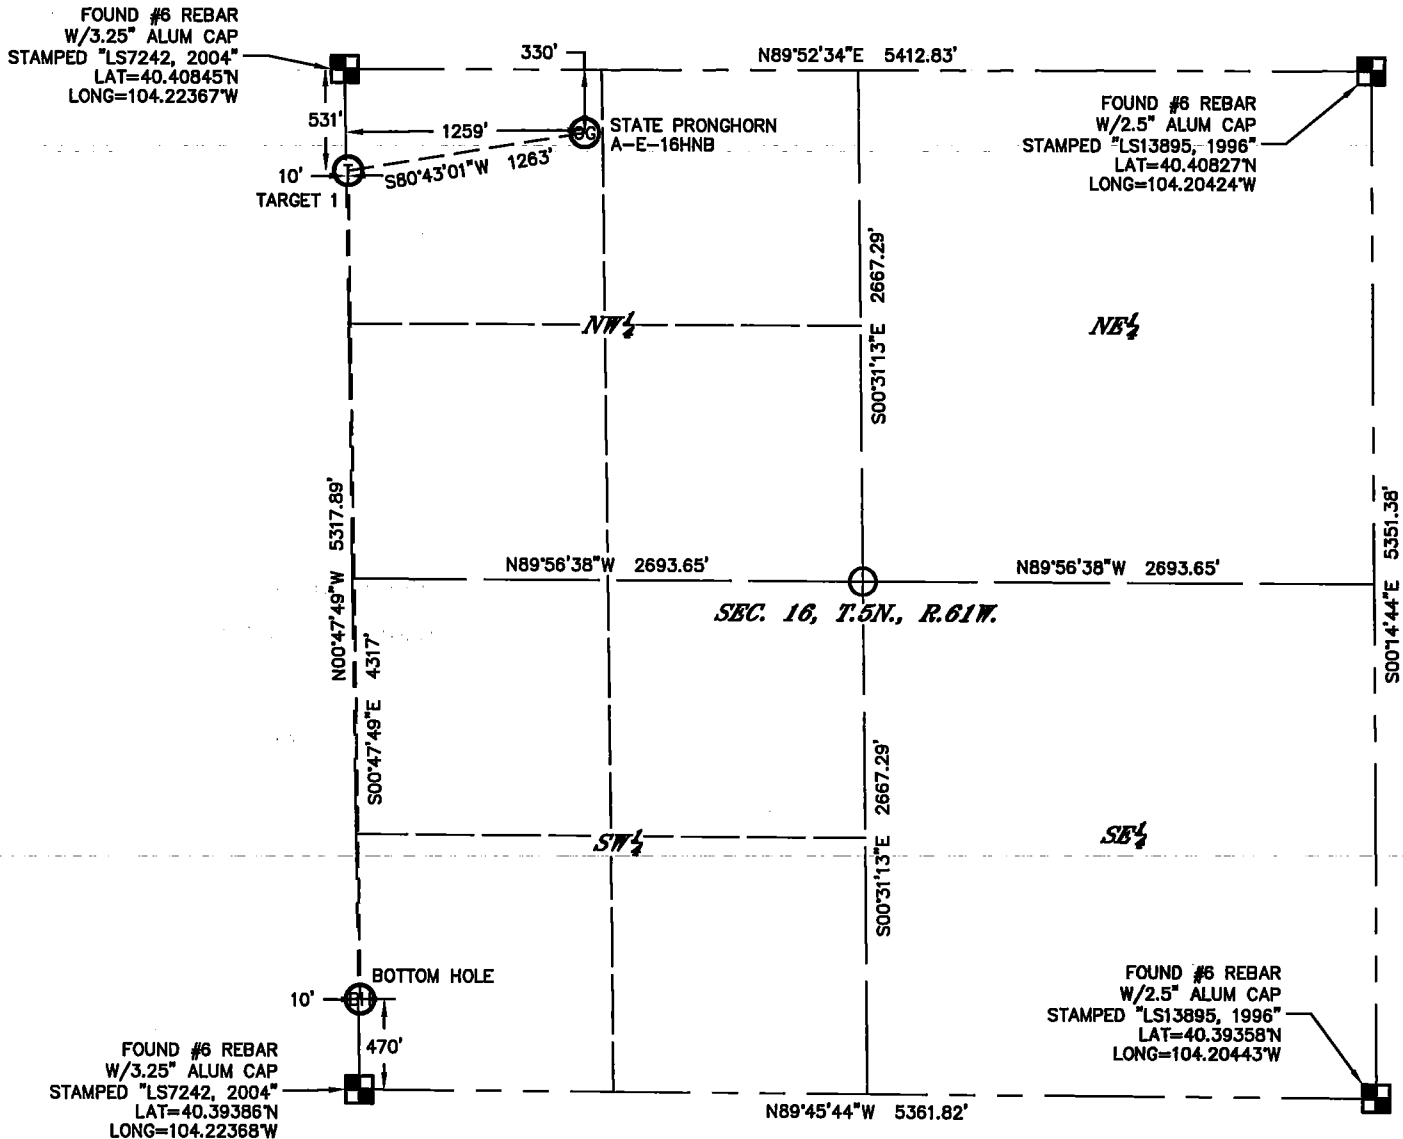 FOUND #6 REBAR
W/3.25" ALUM CAP
STAMPED "LS7242, 2004"
LAT=40.40845°N
LONG=104.22367°W
330'
N89°52'34"E 5412.83'
FOUND #6 REBAR
W/2.5" ALUM CAP
STAMPED "LS13895, 1996"
LAT=40.40827°N
LONG=104.20424°W
531'
1259'
OG
STATE PRONGHORN
A-E-16HNB
S80°43'01"W 1263'
10'
T
TARGET 1
S00°31'13"E 2667.29'
NW¼
NE¼
N00°47'49"W 5317.89'
S00°47'49"E 4317'
N89°56'38"W 2693.65'
N89°56'38"W 2693.65'
S00°14'44"E 5351.38'
SEC. 16, T.5N., R.61W.
S00°31'13"E 2667.29'
SW¼
SE¼
BOTTOM HOLE
10'
BH
470'
FOUND #6 REBAR
W/3.25" ALUM CAP
STAMPED "LS7242, 2004"
LAT=40.39386°N
LONG=104.22368°W
FOUND #6 REBAR
W/2.5" ALUM CAP
STAMPED "LS13895, 1996"
LAT=40.39358°N
LONG=104.20443°W
N89°45'44"W 5361.82'